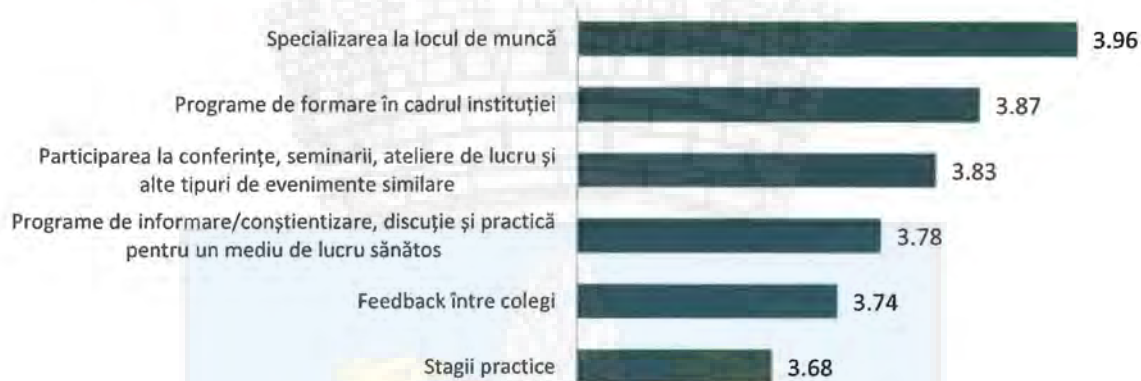 Specializarea la locul de muncă
3.96
Programe de formare în cadrul instituției
3.87
Participarea la conferințe, seminarii, ateliere de lucru și
alte tipuri de evenimente similare
3.83
Programe de informare/conștientizare, discuție și practică
pentru un mediu de lucru sănătos
3.78
Feedback între colegi
3.74
Stagii practice
3.68